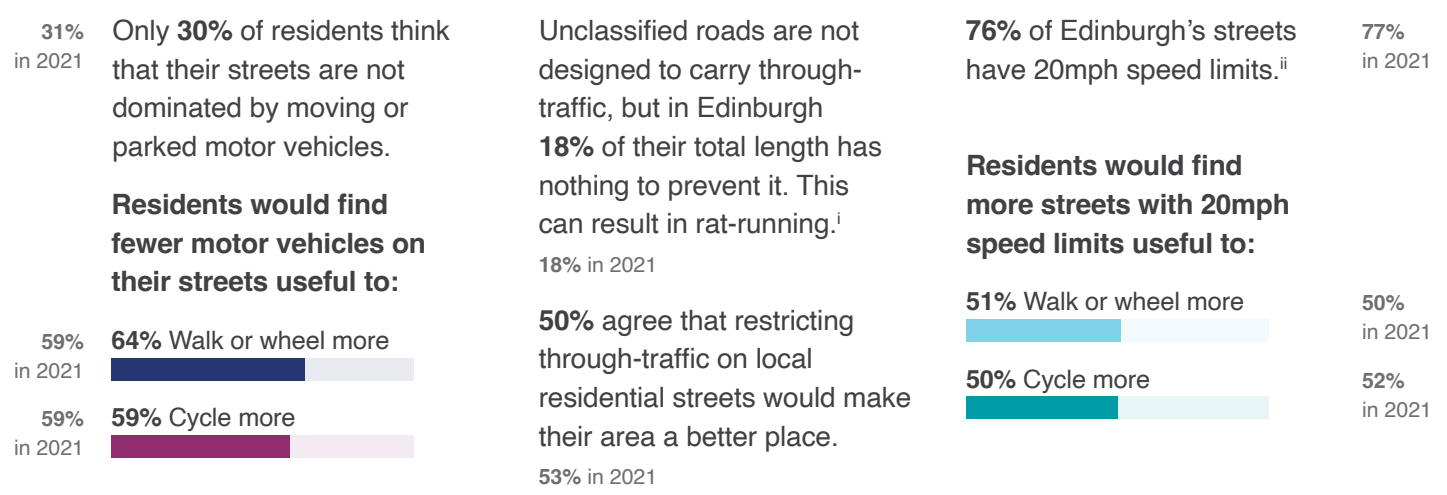 31%
in 2021
Only 30% of residents think
that their streets are not
dominated by moving or
parked motor vehicles.
Residents would find
fewer motor vehicles on
their streets useful to:
59%
in 2021
64% Walk or wheel more
59%
in 2021
59% Cycle more
Unclassified roads are not
designed to carry through-
traffic, but in Edinburgh
18% of their total length has
nothing to prevent it. This
can result in rat-running.i
18% in 2021
50% agree that restricting
through-traffic on local
residential streets would make
their area a better place.
53% in 2021
76% of Edinburgh’s streets
have 20mph speed limits.ii
77%
in 2021
Residents would find
more streets with 20mph
speed limits useful to:
51% Walk or wheel more
50%
in 2021
50% Cycle more
52%
in 2021